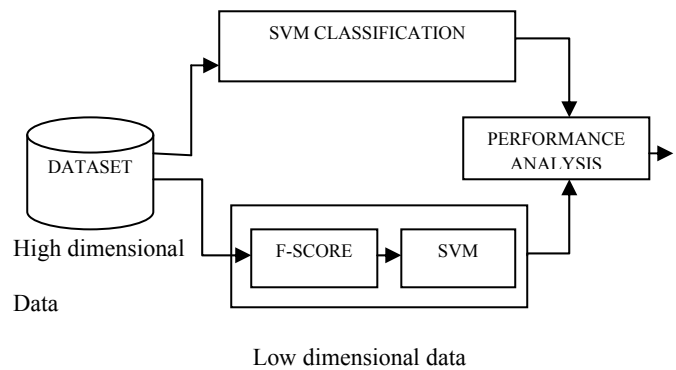 SVM CLASSIFICATION
PERFORMANCE
ANALYSIS
DATASET
F-SCORE
SVM
High dimensional
Data
Low dimensional data